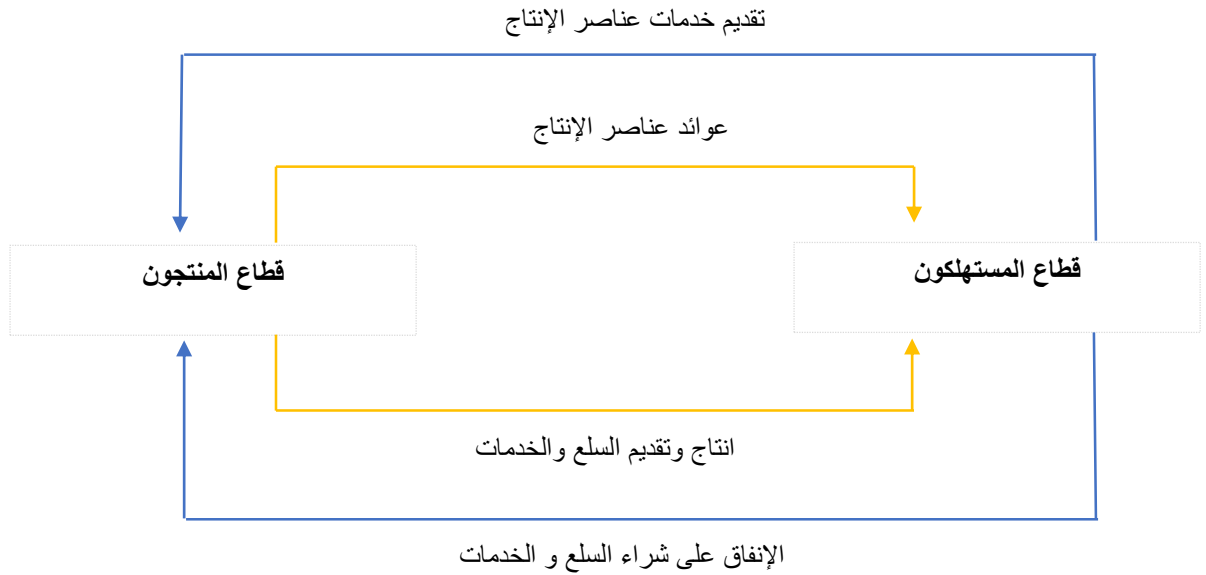 تقديم خدمات عناصر الإنتاج
عوائد عناصر الإنتاج
قطاع المستهلكون
قطاع المنتجون
انتاج وتقديم السلع والخدمات
الإنفاق على شراء السلع و الخدمات